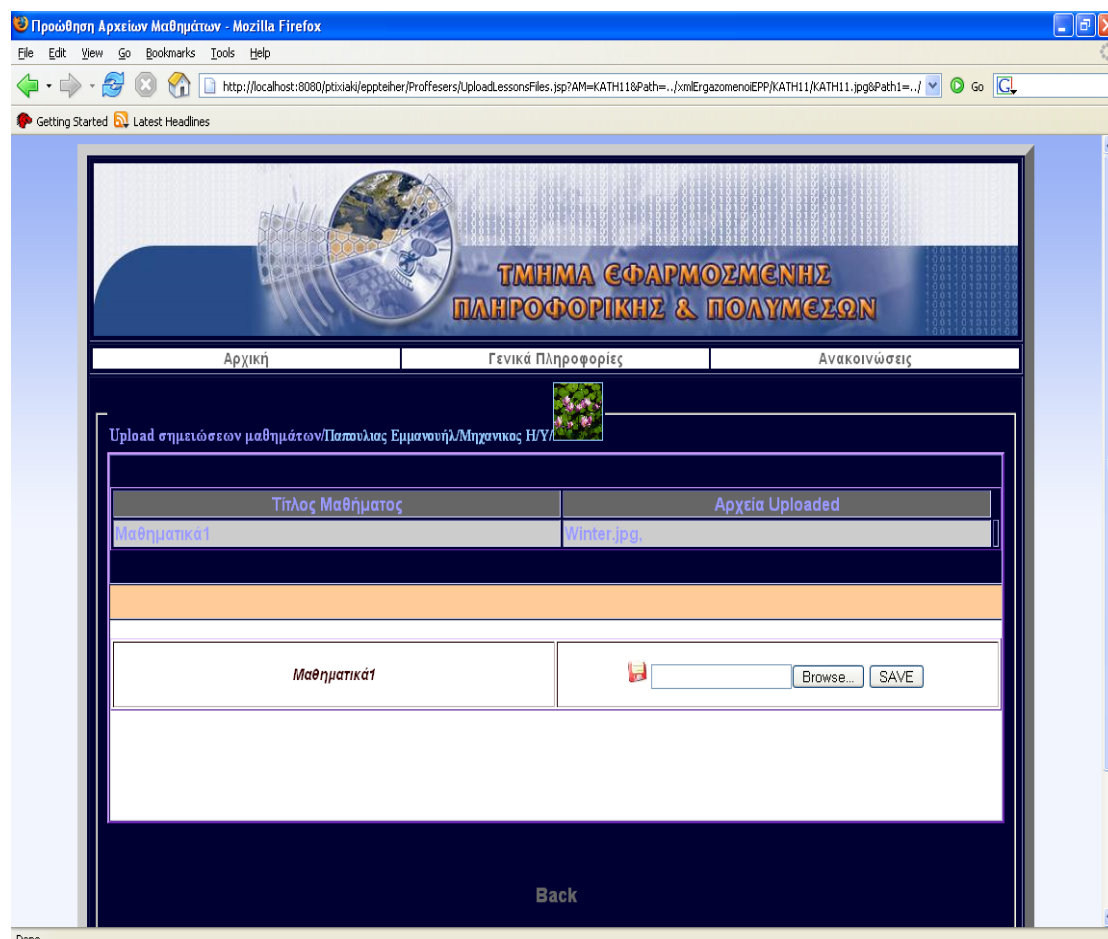 Προώθηση Αρχείων Μαθημάτων - Mozilla Firefox
File Edit View Go Bookmarks Tools Help
http://localhost:8080/ptixiaki/eppteiher/Proffesers/UploadLessonsFiles.jsp?AM=KATH11&Path=../xmlErgazomenoiEPP/KATH11/KATH11.jpg&Path1=../ Go G
Getting Started Latest Headlines
ΤΜΗΜΑ ΕΦΑΡΜΟΣΜΕΝΗΣ
ΠΛΗΡΟΦΟΡΙΚΗΣ & ΠΟΛΥΜΕΣΩΝ
Αρχική Γενικά Πληροφορίες Ανακοινώσεις
Upload σημειώσεων μαθημάτων/Παπουλιας Εμμανουήλ/Μηχανικος Η/Υ/
Τίτλος Μαθήματος Αρχεία Uploaded
Μαθηματικά1 Winter.jpg,
Μαθηματικά1 Browse... SAVE
Back
Done